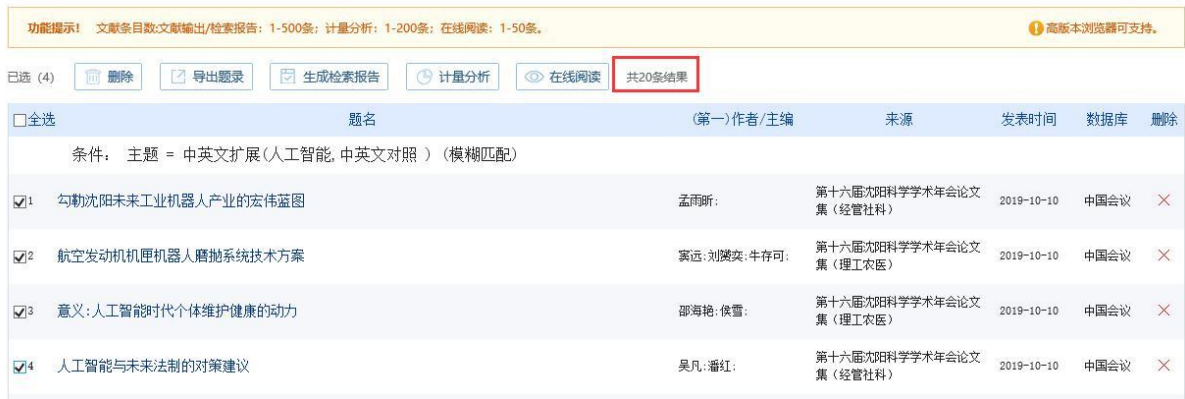 功能提示！ 文献条目数:文献输出/检索报告：1-500条；计量分析：1-200条；在线阅读：1-50条。 高版本浏览器可支持。
已选 (4) 删除 导出题录 生成检索报告 计量分析 在线阅读 共20条结果
全选 题名 (第一)作者/主编 来源 发表时间 数据库 删除
条件： 主题 = 中英文扩展(人工智能,中英文对照 ) (模糊匹配)
1 勾勒沈阳未来工业机器人产业的宏伟蓝图 孟雨昕; 第十六届沈阳科学学术年会论文
集（经管社科） 2019-10-10 中国会议
2 航空发动机机匣机器人磨抛系统技术方案 窦远;刘赟奕;牛存可; 第十六届沈阳科学学术年会论文
集（理工农医） 2019-10-10 中国会议
3 意义:人工智能时代个体维护健康的动力 邵海艳;侯雪; 第十六届沈阳科学学术年会论文
集（理工农医） 2019-10-10 中国会议
4 人工智能与未来法制的对策建议 吴凡;潘红; 第十六届沈阳科学学术年会论文
集（经管社科） 2019-10-10 中国会议